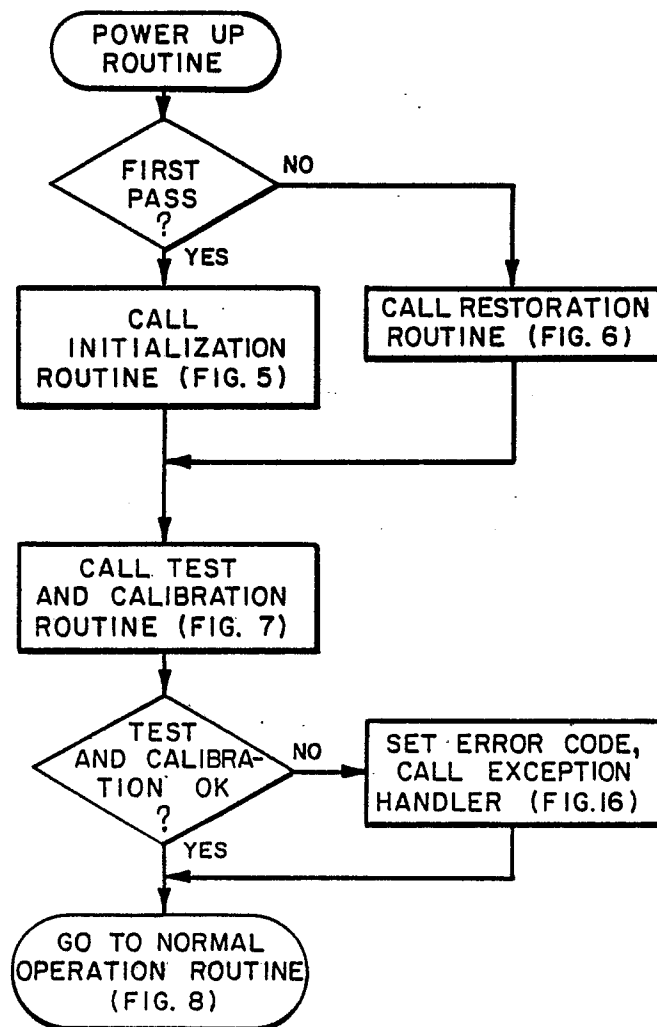 POWER UP
ROUTINE
FIRST
PASS
?
NO
YES
CALL
INITIALIZATION
ROUTINE (FIG. 5)
CALL RESTORATION
ROUTINE (FIG. 6)
CALL TEST
AND CALIBRATION
ROUTINE (FIG. 7)
TEST
AND CALIBRA-
TION OK
?
NO
YES
SET ERROR CODE,
CALL EXCEPTION
HANDLER (FIG.16)
GO TO NORMAL
OPERATION ROUTINE
(FIG. 8)